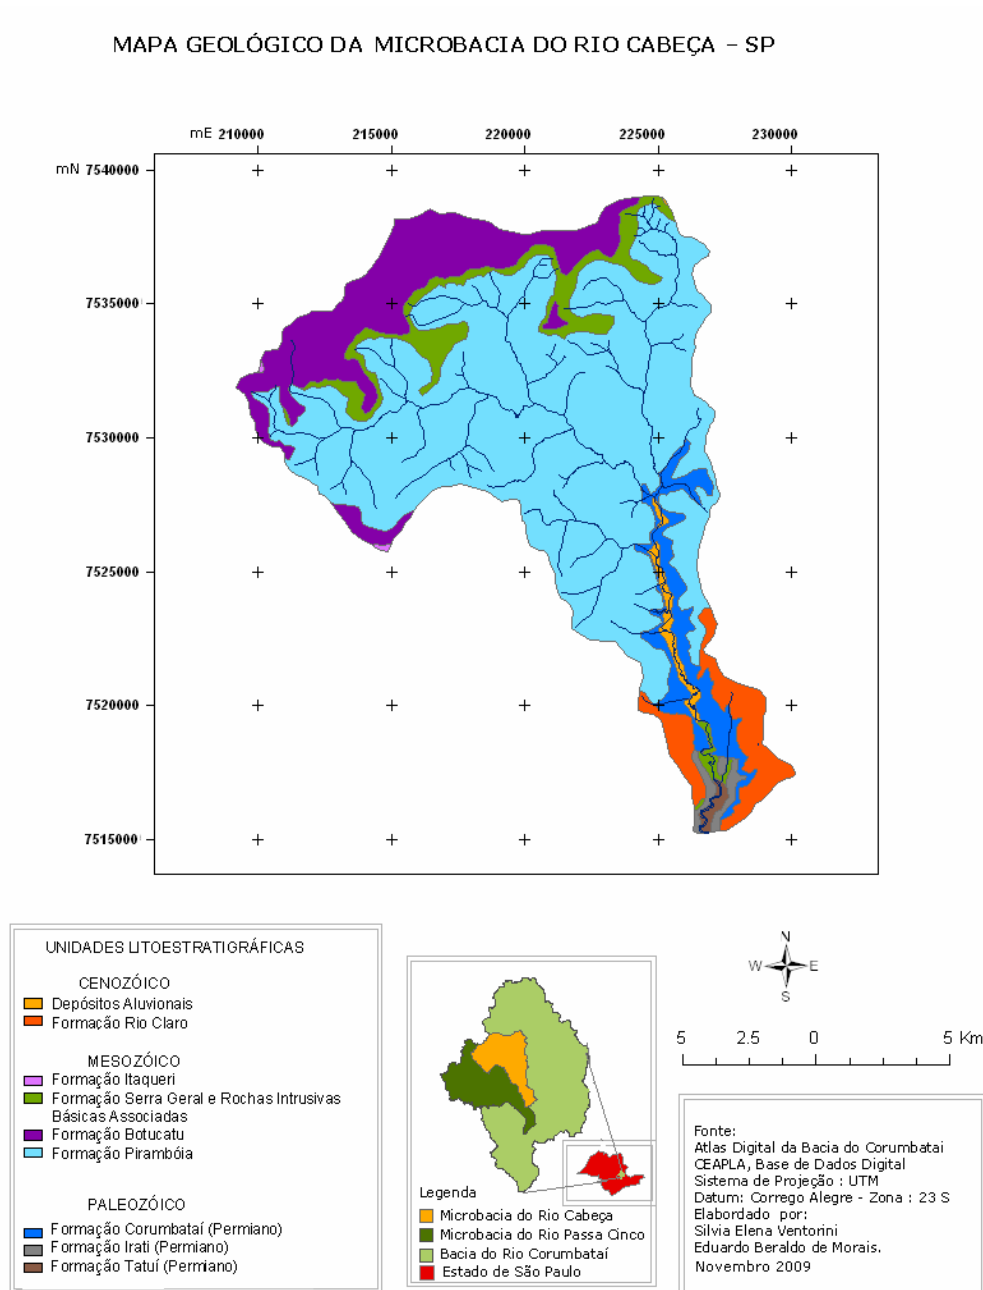 MAPA GEOLÓGICO DA MICROBACIA DO RIO CABEÇA – SP
mE 210000 215000 220000 225000 230000
mN 7540000
7535000
7530000
7525000
7520000
7515000
UNIDADES LITOESTRATIGRÁFICAS
CENOZÓICO
Depósitos Aluvionais
Formação Rio Claro
MESOZÓICO
Formação Itaqueri
Formação Serra Geral e Rochas Intrusivas
Básicas Associadas
Formação Botucatu
Formação Pirambóia
PALEOZÓICO
Formação Corumbataí (Permiano)
Formação Irati (Permiano)
Formação Tatuí (Permiano)
Legenda
Microbacia do Rio Cabeça
Microbacia do Rio Passa Cinco
Bacia do Rio Corumbataí
Estado de São Paulo
N
W E
S
5 2.5 0 5 Km
Fonte:
Atlas Digital da Bacia do Corumbatai
CEAPLA, Base de Dados Digital
Sistema de Projeção : UTM
Datum: Corrego Alegre - Zona : 23 S
Elaborado por:
Silvia Elena Ventorini
Eduardo Beraldo de Morais.
Novembro 2009